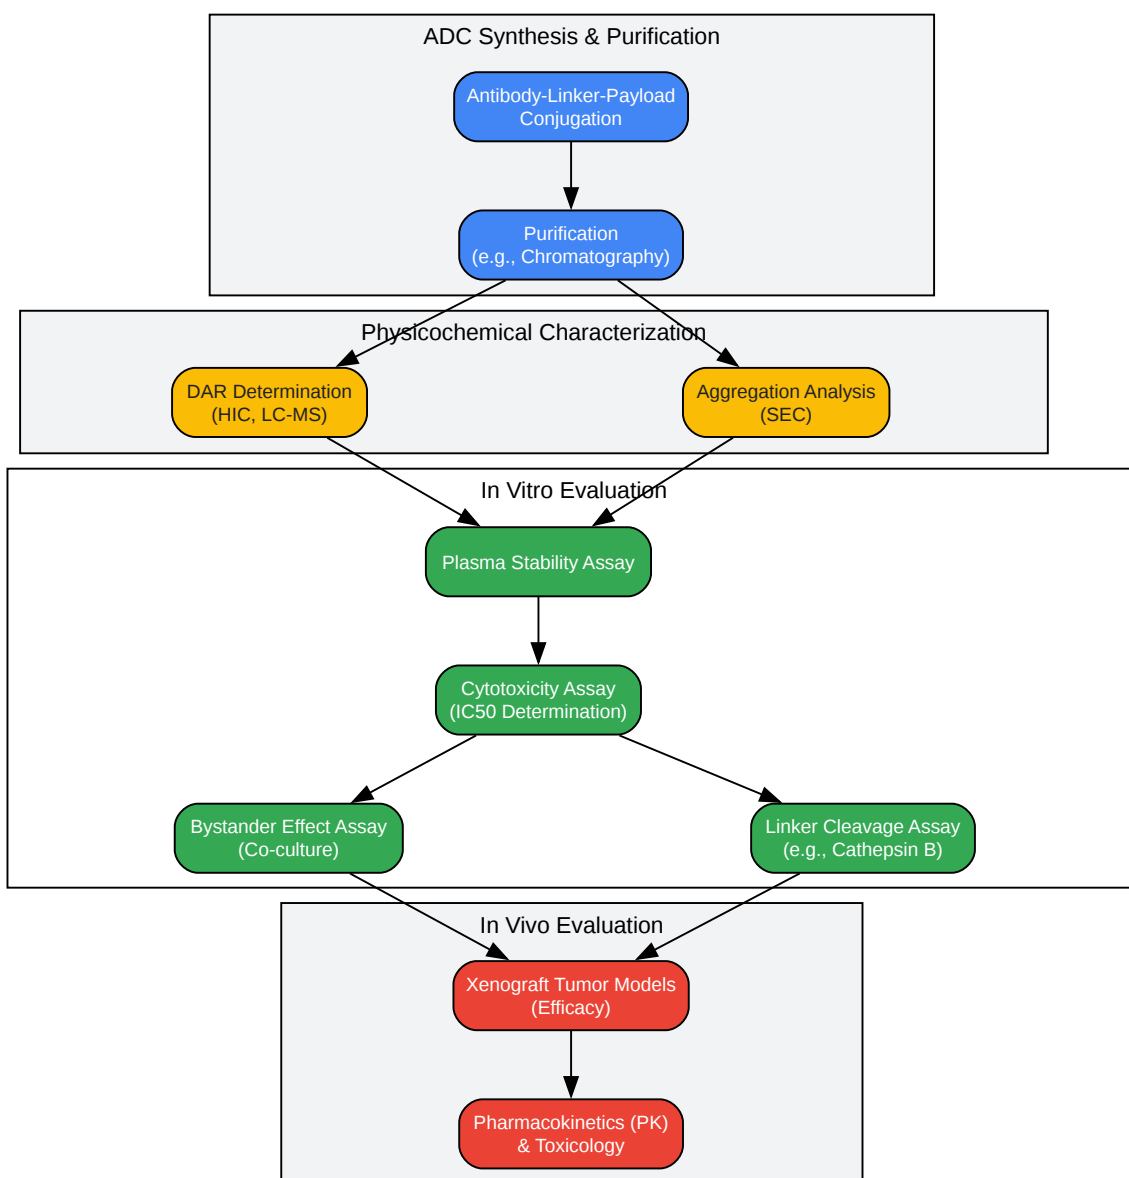 ADC Synthesis & Purification
Antibody-Linker-Payload
Conjugation
Purification
(e.g., Chromatography)
Physicochemical Characterization
DAR Determination
(HIC, LC-MS)
Aggregation Analysis
(SEC)
In Vitro Evaluation
Plasma Stability Assay
Cytotoxicity Assay
(IC50 Determination)
Bystander Effect Assay
(Co-culture)
Linker Cleavage Assay
(e.g., Cathepsin B)
In Vivo Evaluation
Xenograft Tumor Models
(Efficacy)
Pharmacokinetics (PK)
& Toxicology